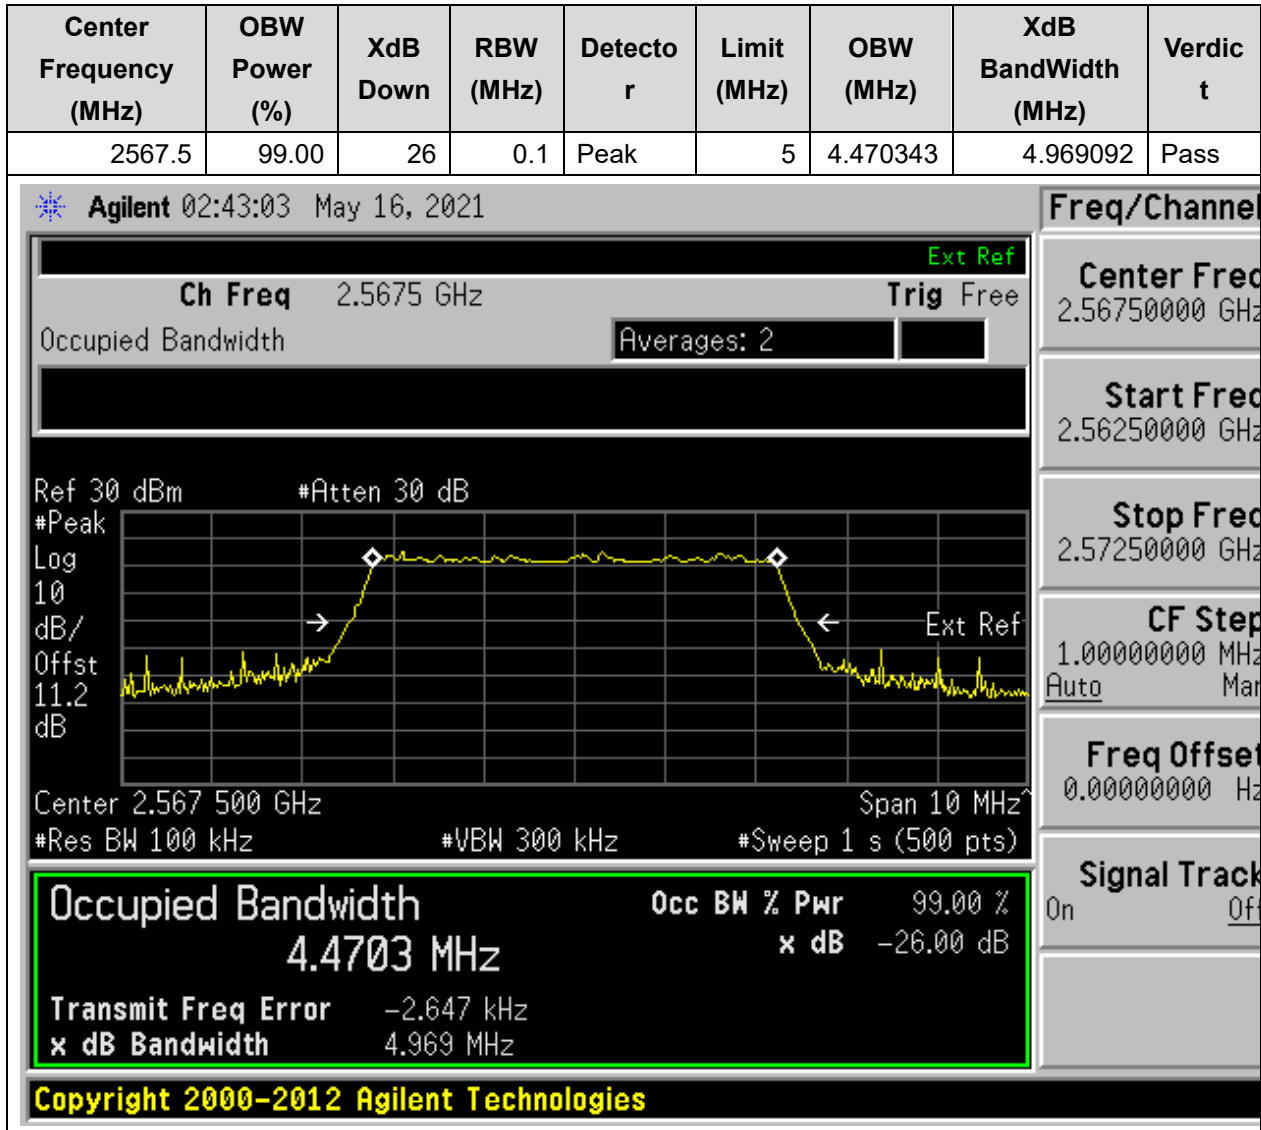 Center Frequency (MHz) OBW Power (%) XdB Down RBW (MHz) Detector Limit (MHz) OBW (MHz) XdB BandWidth (MHz) Verdict
2567.5 99.00 26 0.1 Peak 5 4.470343 4.969092 Pass
Agilent 02:43:03 May 16, 2021
Freq/Channel
Ext Ref
Ch Freq 2.5675 GHz Trig Free
Occupied Bandwidth Averages: 2
Center Freq
2.56750000 GHz
Start Freq
2.56250000 GHz
Stop Freq
2.57250000 GHz
CF Step
1.00000000 MHz
Auto Man
Freq Offset
0.00000000 Hz
Signal Track
On Off
Ref 30 dBm #Atten 30 dB
#Peak
Log
10
dB/
Offst
11.2
dB
Ext Ref
Center 2.567 500 GHz Span 10 MHz^
#Res BW 100 kHz #VBW 300 kHz #Sweep 1 s (500 pts)
Occupied Bandwidth
4.4703 MHz
Occ BW % Pwr 99.00 %
x dB -26.00 dB
Transmit Freq Error -2.647 kHz
x dB Bandwidth 4.969 MHz
Copyright 2000-2012 Agilent Technologies